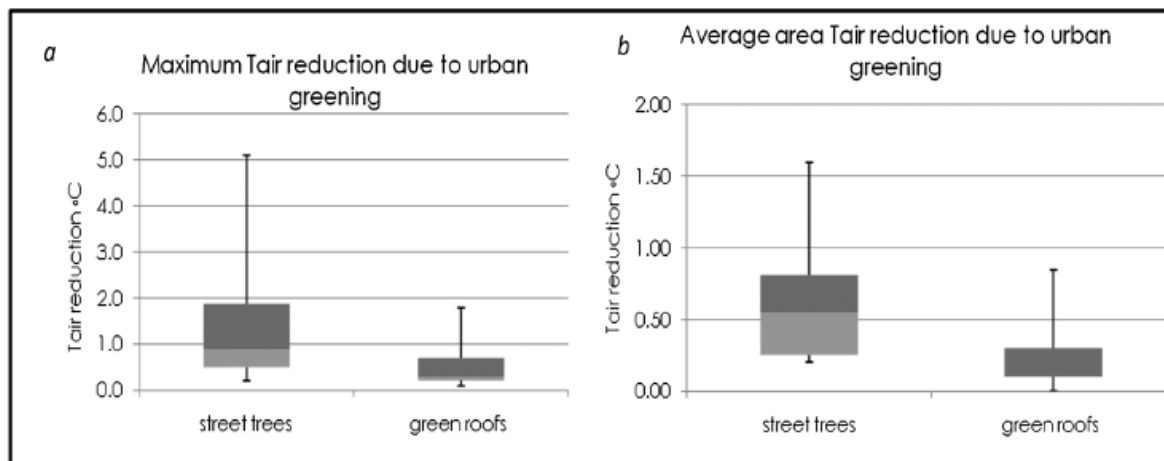 a
Maximum Tair reduction due to urban
greening
6.0
5.0
4.0
3.0
2.0
1.0
0.0
Tair reduction °C
street trees
green roofs
b
Average area Tair reduction due to urban
greening
2.00
1.50
1.00
0.50
0.00
Tair reduction °C
street trees
green roofs